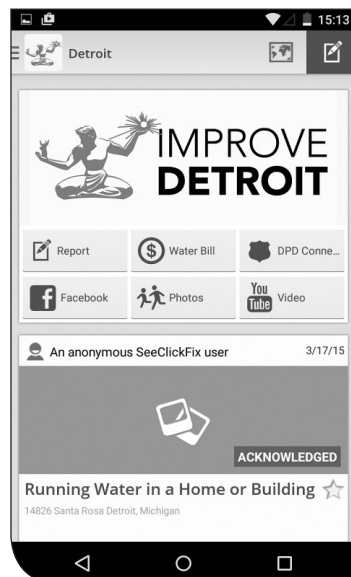 15:13
Detroit
IMPROVE
DETROIT
Report
Water Bill
DPD Conne...
Facebook
Photos
You
Tube
Video
An anonymous SeeClickFix user
3/17/15
ACKNOWLEDGED
Running Water in a Home or Building
14826 Santa Rosa Detroit, Michigan